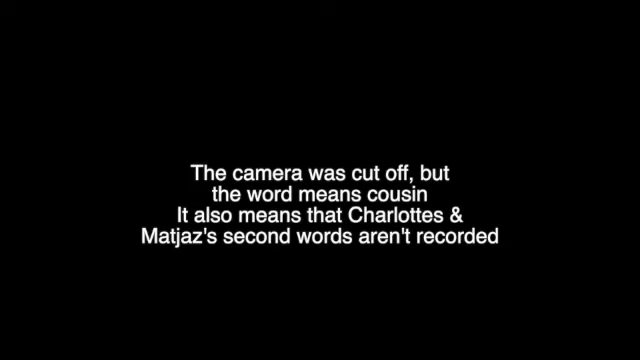 The camera was cut off, but
the word means cousin
It also means that Charlottes &
Matjaz's second words aren't recorded